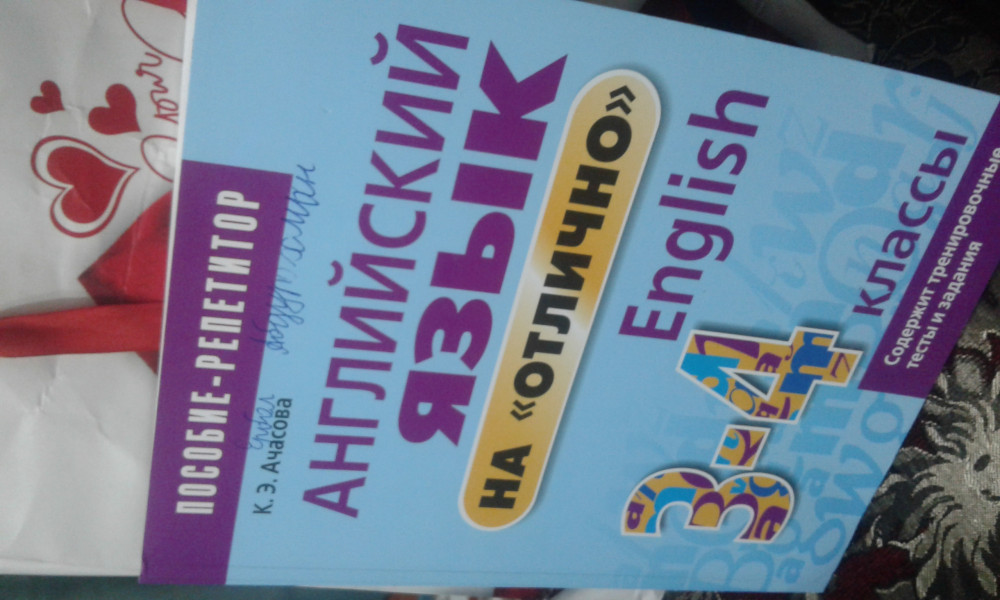 ПОСОБИЕ-РЕПЕТИТОР
К. Э. Ачасова
АНГЛИЙСКИЙ
ЯЗЫК
НА «ОТЛИЧНО»
English
3-4
классы
Содержит тренировочные
тесты и задания